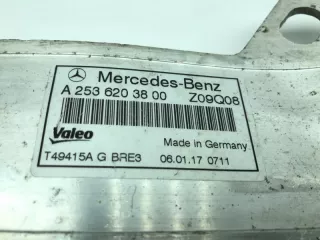 Mercedes-Benz
A 253 620 38 00 Z09Q08
Valeo Made in Germany
T49415A G BRE3 06.01.17 0711